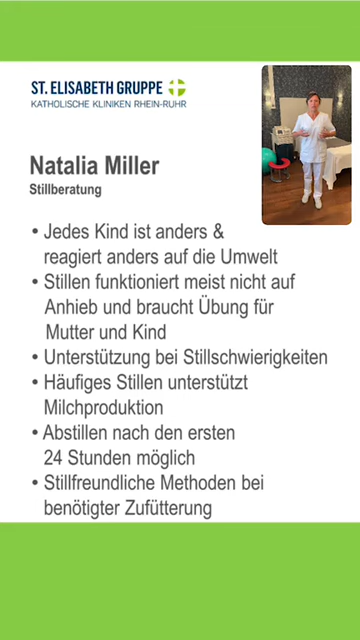 ST. ELISABETH GRUPPE
KATHOLISCHE KLINIKEN RHEIN-RUHR
Natalia Miller
Stillberatung
• Jedes Kind ist anders &
reagiert anders auf die Umwelt
• Stillen funktioniert meist nicht auf
Anhieb und braucht Übung für
Mutter und Kind
• Unterstützung bei Stillschwierigkeiten
• Häufiges Stillen unterstützt
Milchproduktion
• Abstillen nach den ersten
24 Stunden möglich
• Stillfreundliche Methoden bei
benötigter Zufütterung